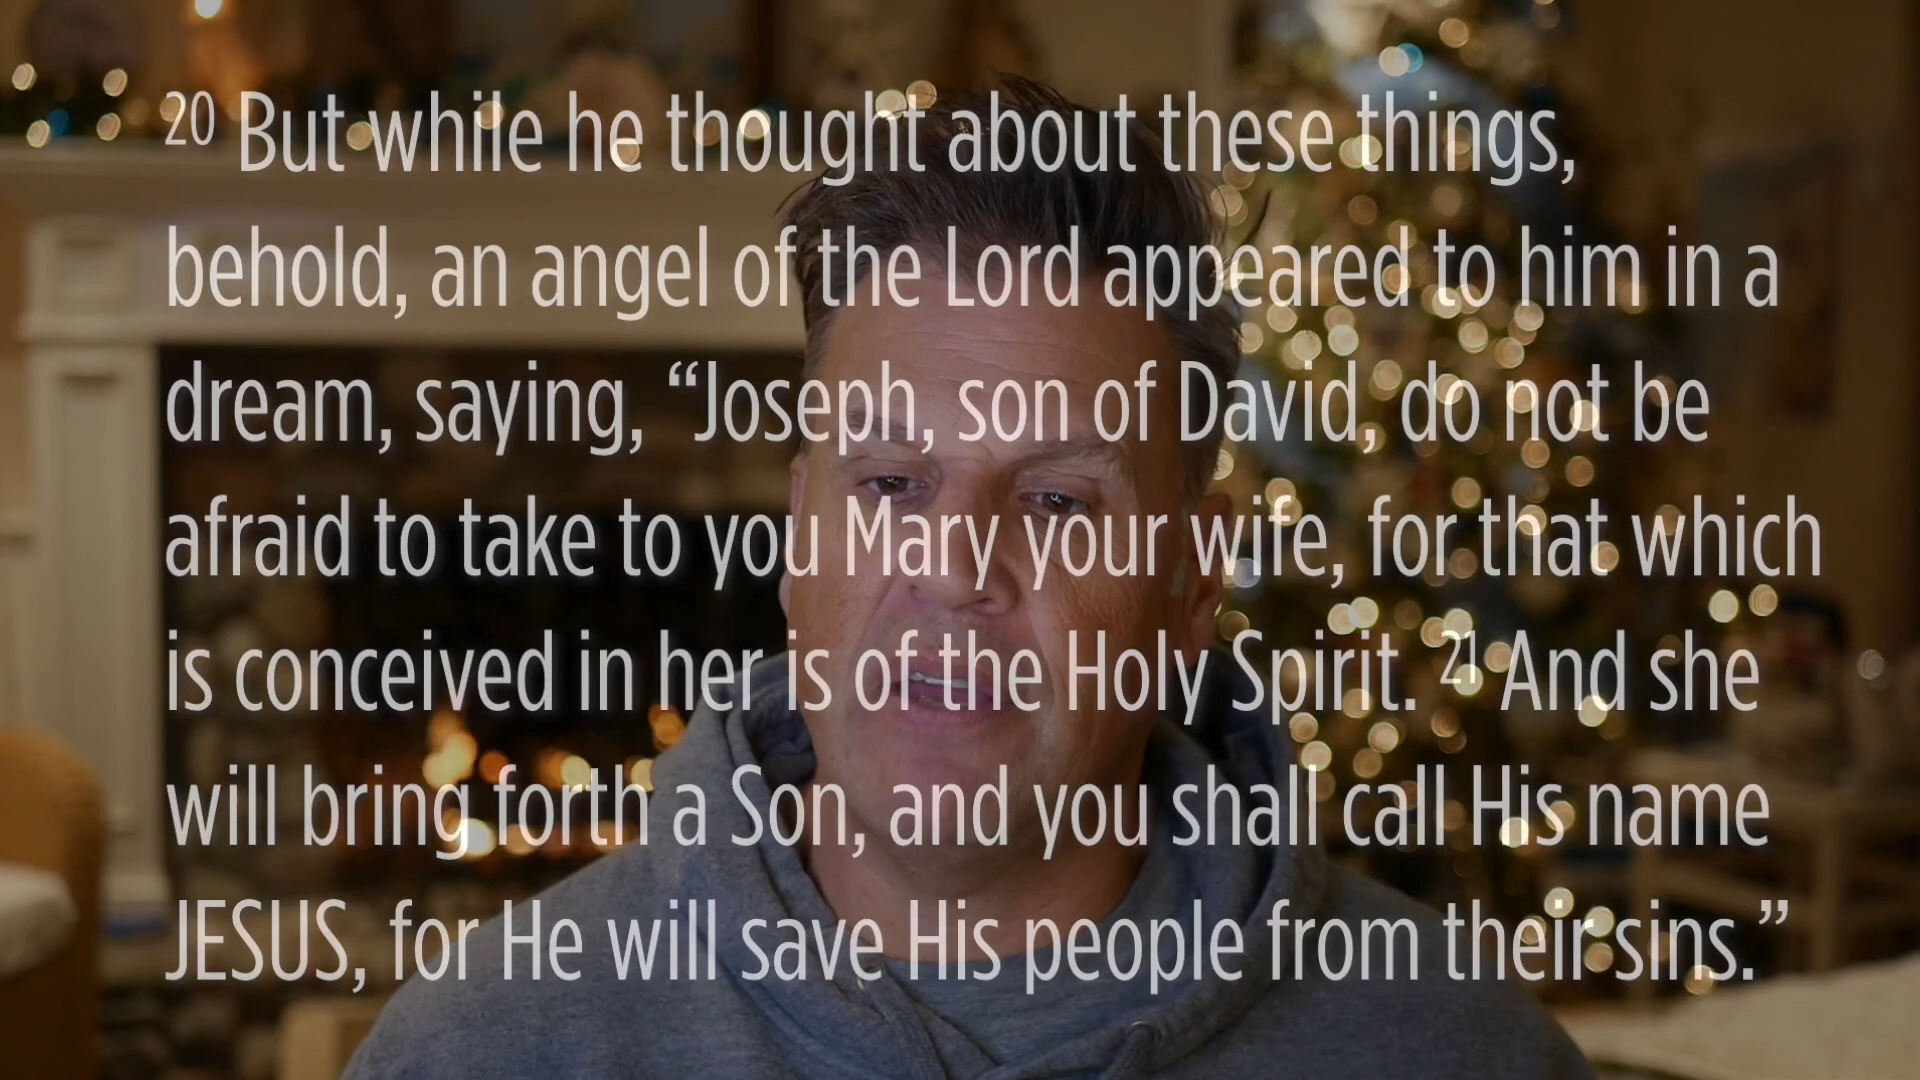 20 But while he thought about these things,
behold, an angel of the Lord appeared to him in a
dream, saying, “Joseph, son of David, do not be
afraid to take to you Mary your wife, for that which
is conceived in her is of the Holy Spirit. 21 And she
will bring forth a Son, and you shall call His name
JESUS, for He will save His people from their sins.”